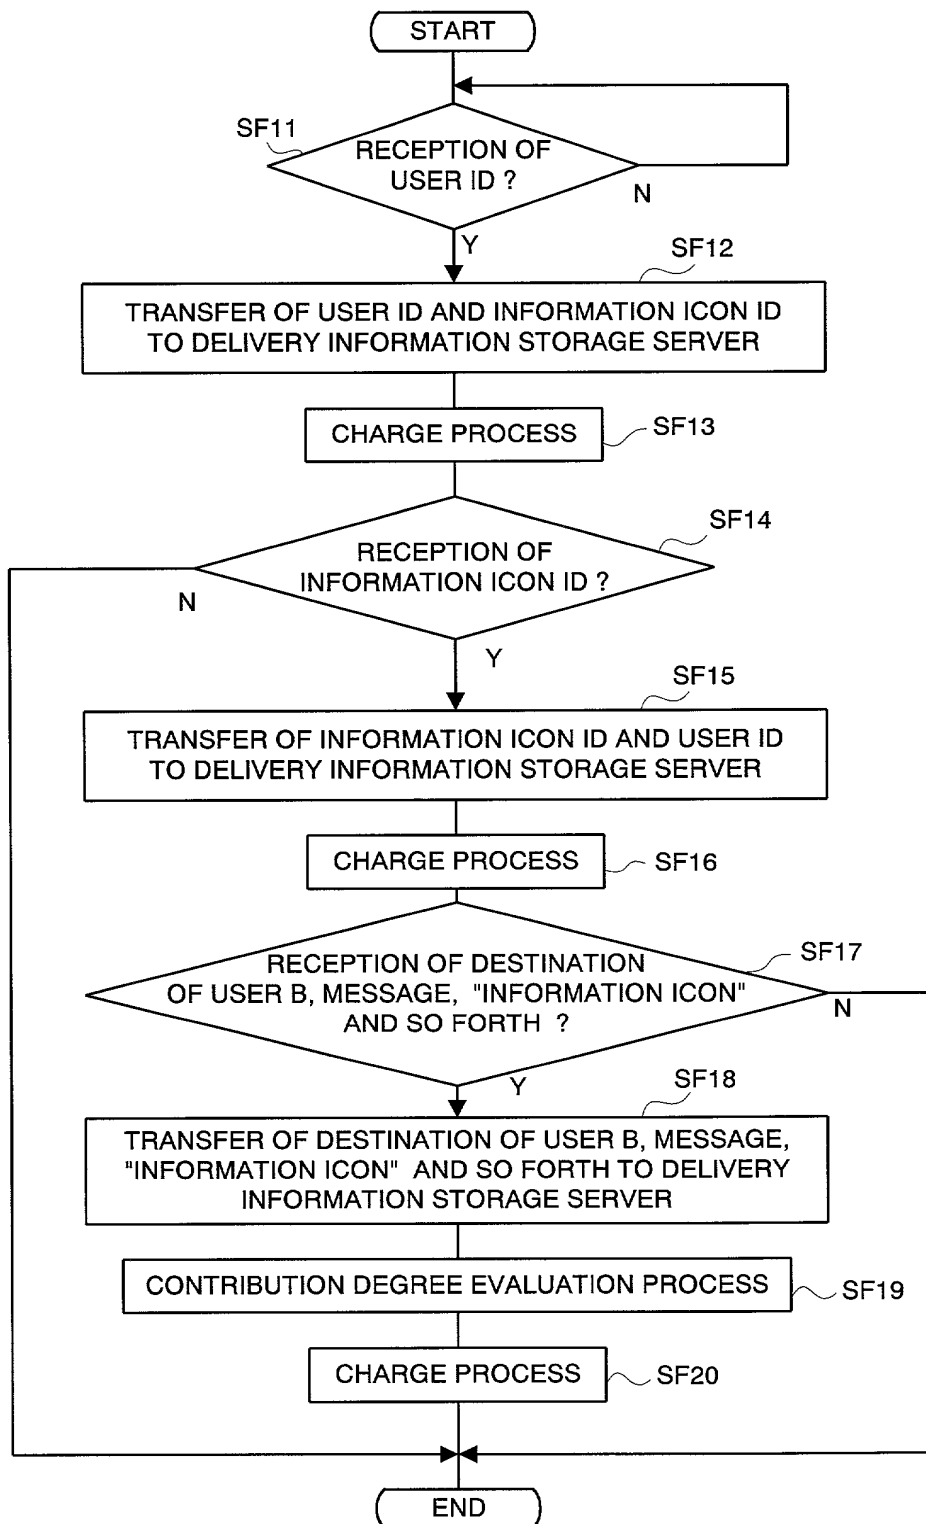 START
SF11
RECEPTION OF
USER ID ?
N
Y
SF12
TRANSFER OF USER ID AND INFORMATION ICON ID
TO DELIVERY INFORMATION STORAGE SERVER
CHARGE PROCESS
SF13
SF14
RECEPTION OF
INFORMATION ICON ID ?
N
Y
SF15
TRANSFER OF INFORMATION ICON ID AND USER ID
TO DELIVERY INFORMATION STORAGE SERVER
CHARGE PROCESS
SF16
SF17
RECEPTION OF DESTINATION
OF USER B, MESSAGE, "INFORMATION ICON"
AND SO FORTH ?
N
Y
SF18
TRANSFER OF DESTINATION OF USER B, MESSAGE,
"INFORMATION ICON" AND SO FORTH TO DELIVERY
INFORMATION STORAGE SERVER
CONTRIBUTION DEGREE EVALUATION PROCESS
SF19
CHARGE PROCESS
SF20
END